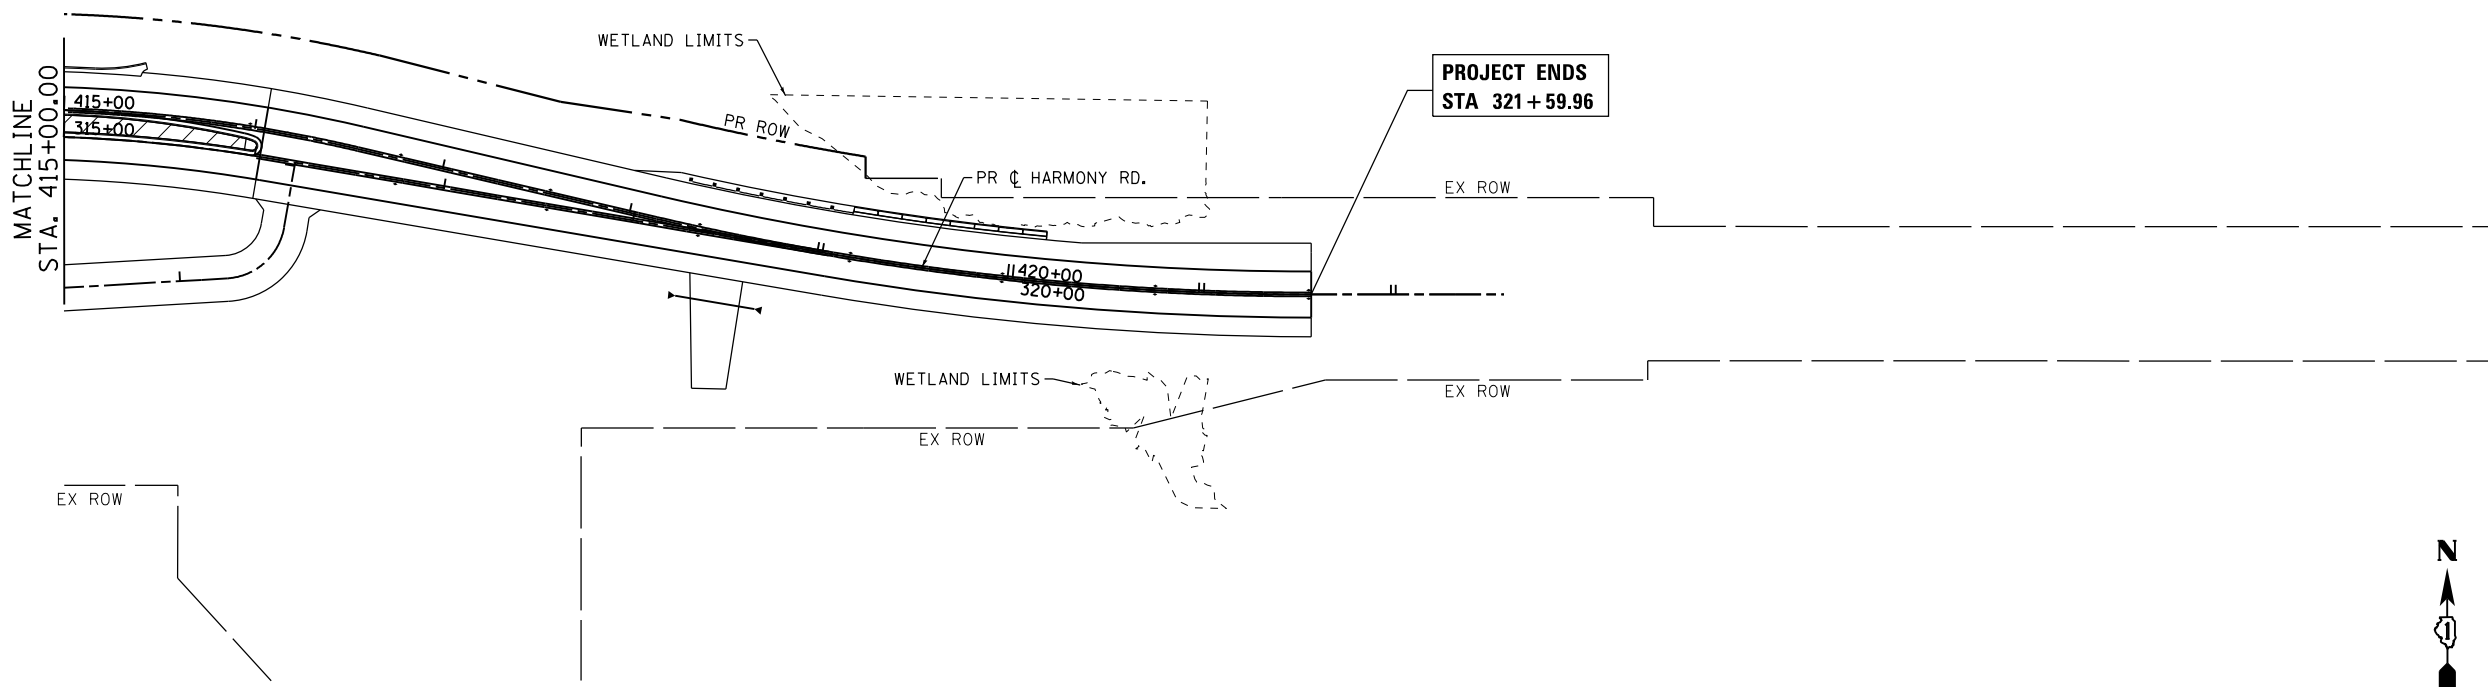 WETLAND LIMITS
PROJECT ENDS
STA 321+59.96
MATCHLINE
STA. 415+00.00
415+00
315+00
PR ROW
PR ℄ HARMONY RD.
EX ROW
420+00
320+00
WETLAND LIMITS
EX ROW
EX ROW
EX ROW
N
1